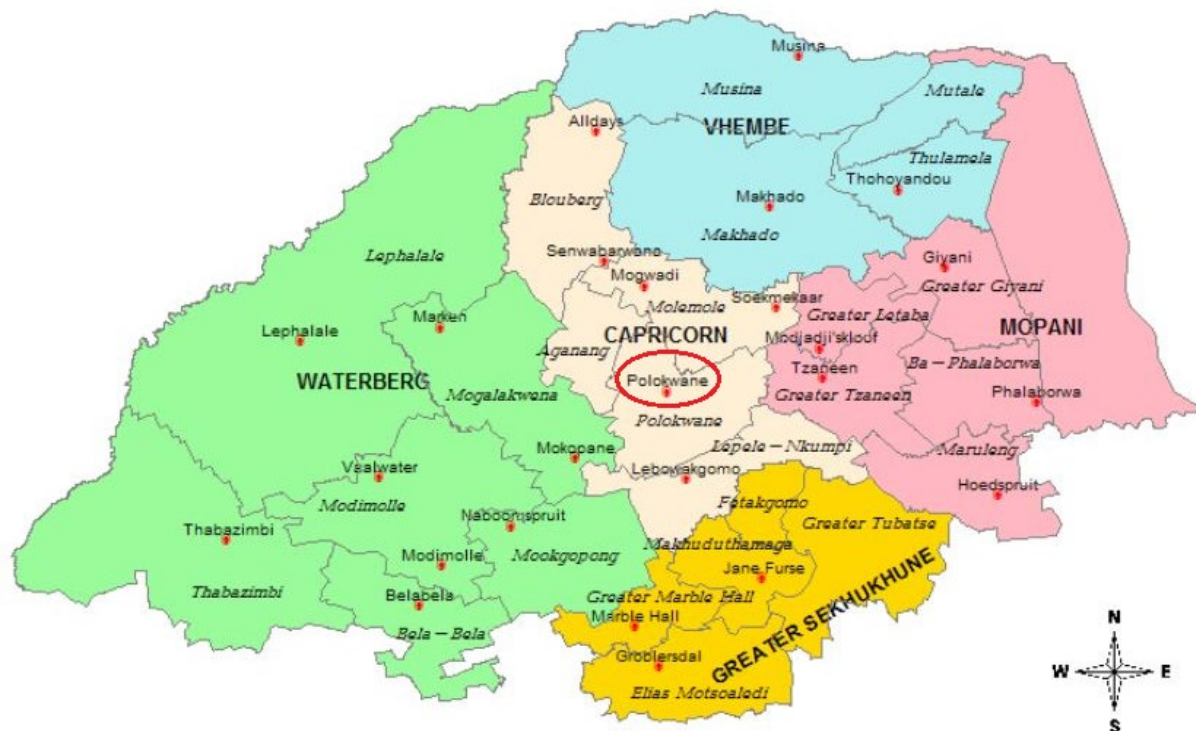 Musina
Musina
Mutale
VHEMBE
Alldays
Thulamela
Thohoyandou
Blouberg
Makhado
Makhado
Lephalale
Senwabarwano
Giyani
Mogwadi
Greater Giyani
Soekmekaar
Molemole
Greater Letaba
Marken
MOPANI
Lephalale
CAPRICORN
Modjadji'skloof
Aganang
Ba-Phalaborwa
Tzaneen
WATERBERG
Polokwane
Greater Tzaneen
Phalaborwa
Mogalakwena
Polokwane
Lepele-Nkumpi
Mokopane
Maruleng
Vaalwater
Lebowakgomo
Hoedspruit
Fetakgomo
Modimolle
Greater Tubatse
Naboomspruit
Thabazimbi
Makhuduthamaga
Modimolle
Mookgopong
Jane Furse
Thabazimbi
Greater Marble Hall
Belabela
Marble Hall
GREATER SEKHUKHUNE
Bela-Bela
Groblersdal
Elias Motsoaledi
N
W E
S